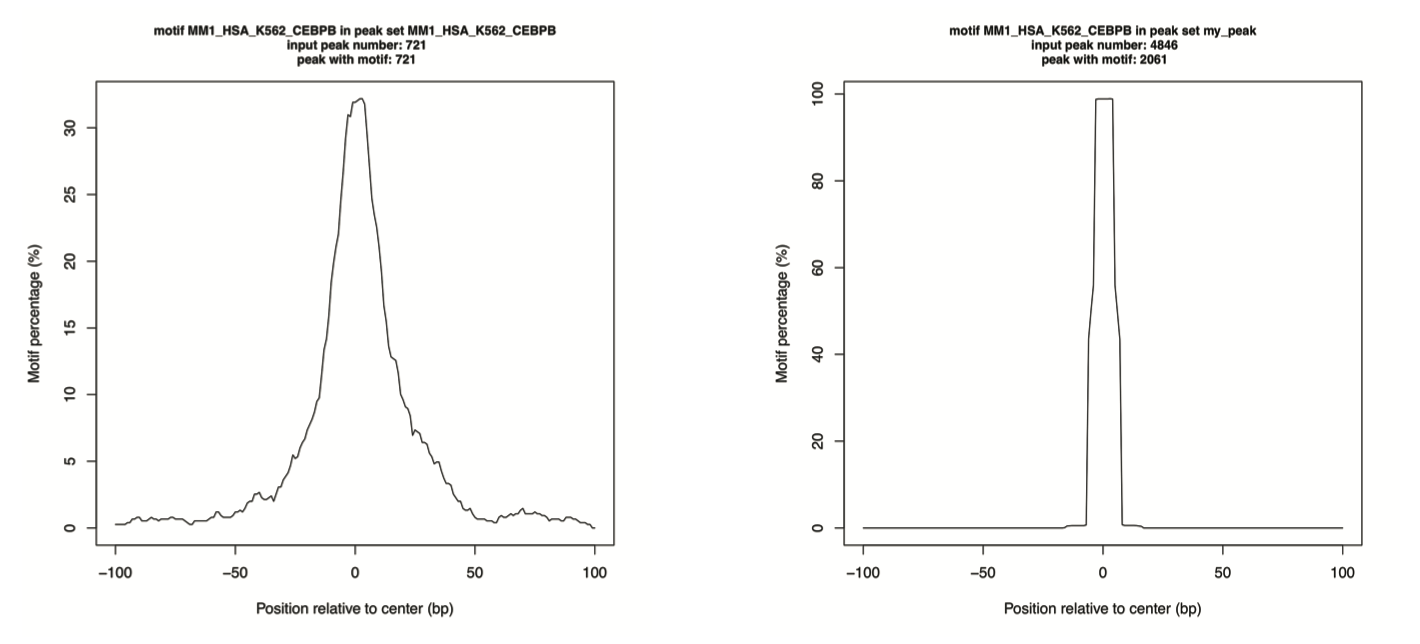 motif MM1_HSA_K562_CEBPB in peak set MM1_HSA_K562_CEBPB
input peak number: 721
peak with motif: 721
30
25
20
15
10
5
0
Motif percentage (%)
−100
−50
0
50
100
Position relative to center (bp)
motif MM1_HSA_K562_CEBPB in peak set my_peak
input peak number: 4846
peak with motif: 2061
100
80
60
40
20
0
Motif percentage (%)
−100
−50
0
50
100
Position relative to center (bp)